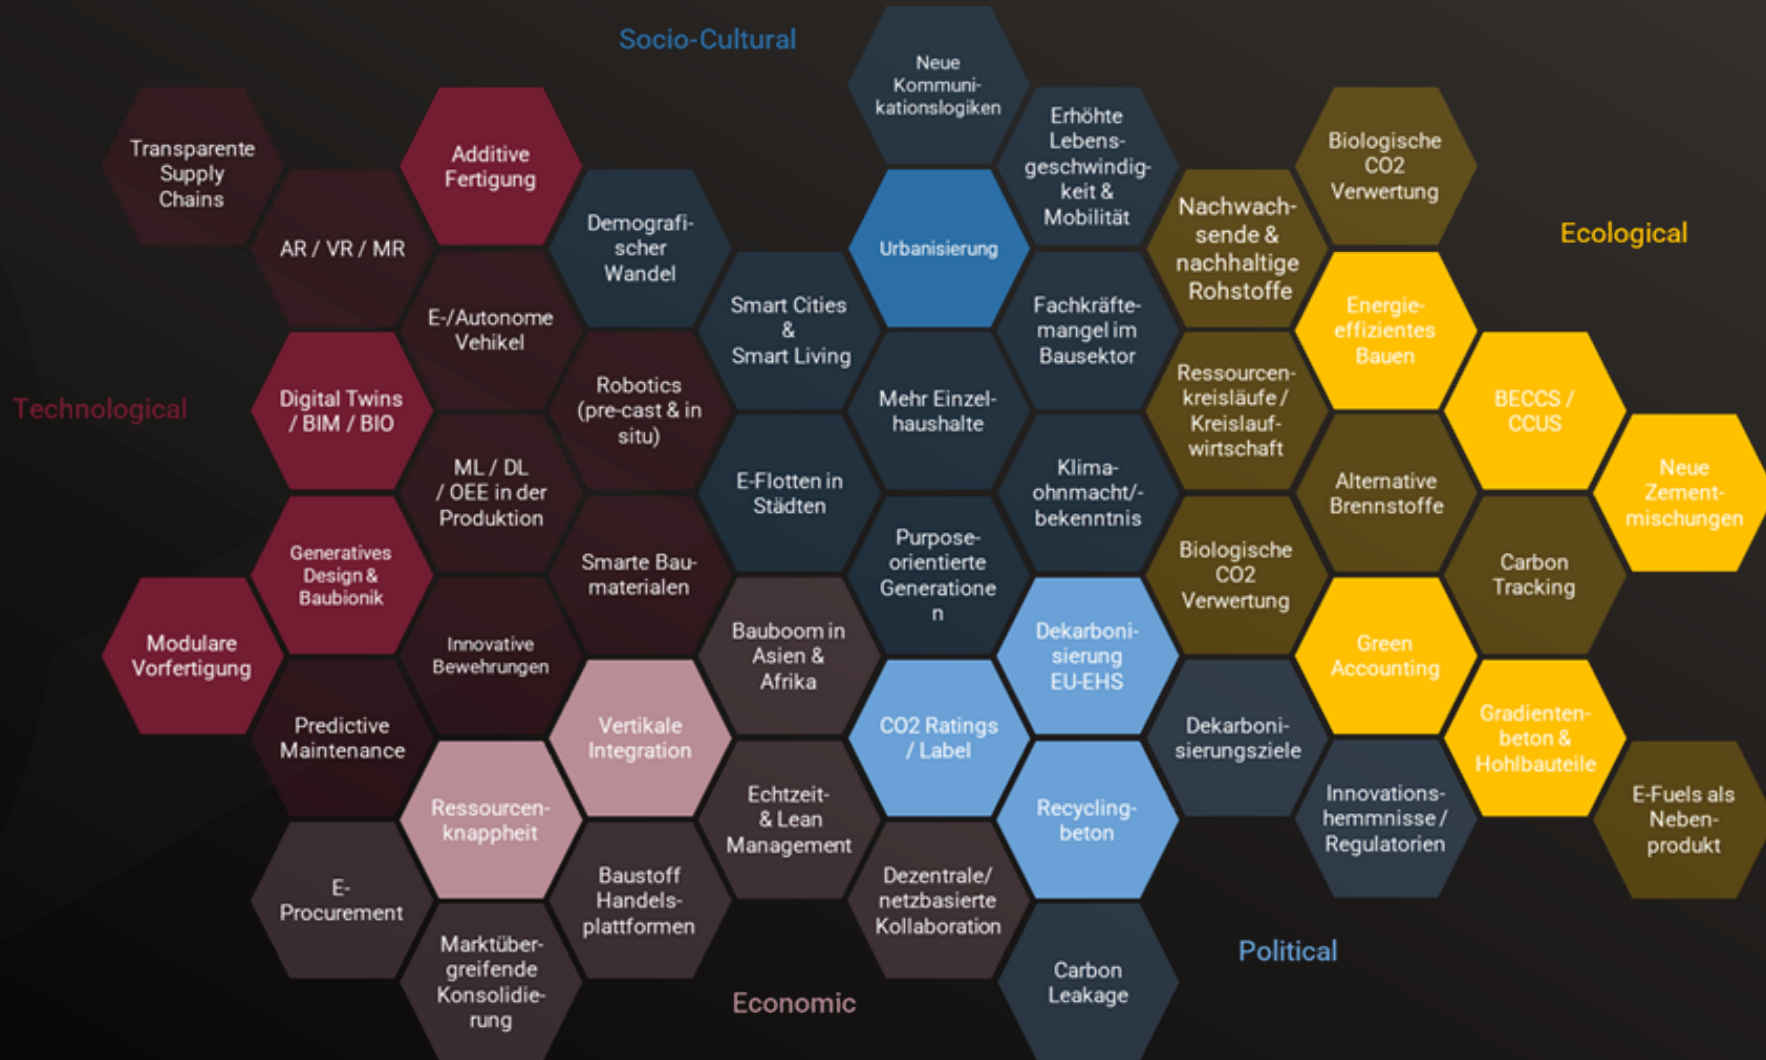 Socio-Cultural
Neue
Kommuni-
kationslogiken
Erhöhte
Lebens-
geschwindig-
keit &
Mobilität
Biologische
CO2
Verwertung
Transparente
Supply
Chains
Additive
Fertigung
Demografi-
scher
Wandel
Urbanisierung
Nachwach-
sende &
nachhaltige
Rohstoffe
Ecological
AR / VR / MR
E-/Autonome
Vehikel
Smart Cities
&
Smart Living
Fachkräfte-
mangel im
Bausektor
Energie-
effizientes
Bauen
Technological
Digital Twins
/ BIM / BIO
Robotics
(pre-cast & in
situ)
Mehr Einzel-
haushalte
Ressourcen-
kreisläufe /
Kreislauf-
wirtschaft
BECCS /
CCUS
ML / DL
/ OEE in der
Produktion
E-Flotten in
Städten
Klima-
ohnmacht/-
bekenntnis
Alternative
Brennstoffe
Neue
Zement-
mischungen
Generatives
Design &
Baubionik
Smarte Bau-
materialen
Purpose-
orientierte
Generatione
n
Biologische
CO2
Verwertung
Carbon
Tracking
Modulare
Vorfertigung
Innovative
Bewehrungen
Bauboom in
Asien &
Afrika
Dekarboni-
sierung
EU-EHS
Green
Accounting
Predictive
Maintenance
Vertikale
Integration
CO2 Ratings
/ Label
Dekarboni-
sierungsziele
Gradienten-
beton &
Hohlbauteile
Ressourcen-
knappheit
Echtzeit-
& Lean
Management
Recycling-
beton
Innovations-
hemmnisse /
Regulatorien
E-Fuels als
Neben-
produkt
E-
Procurement
Baustoff
Handels-
plattformen
Dezentrale/
netzbasierte
Kollaboration
Political
Marktüber-
greifende
Konsolidie-
rung
Economic
Carbon
Leakage